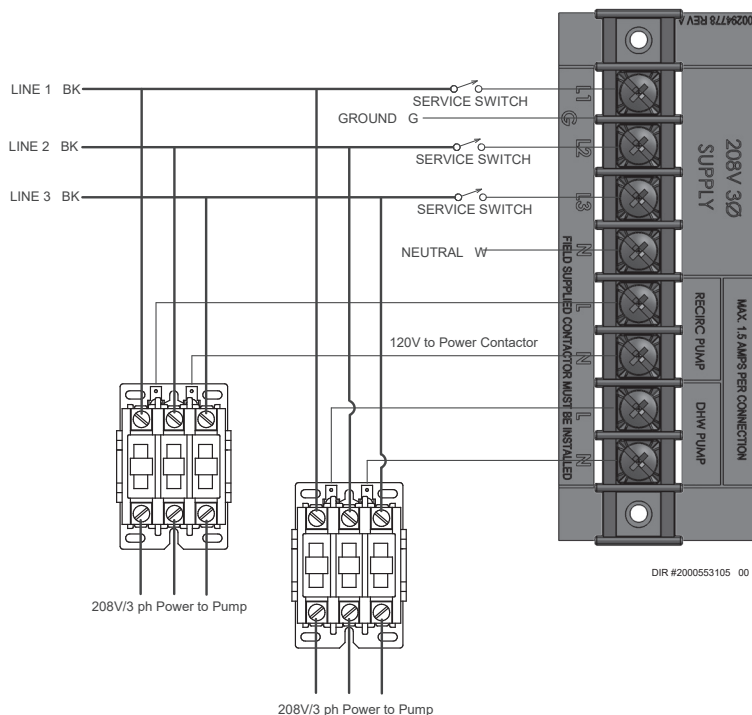 00294778 REV A
LINE 1 BK
SERVICE SWITCH
L1
GROUND G
G
LINE 2 BK
SERVICE SWITCH
L2
208V 3Ø
SUPPLY
LINE 3 BK
SERVICE SWITCH
L3
NEUTRAL W
N
FIELD SUPPLIED CONTACTOR MUST BE INSTALLED
MAX. 1.5 AMPS PER CONNECTION
L
RECIRC PUMP
120V to Power Contactor
N
L
DHW PUMP
N
DIR #2000553105 00
208V/3 ph Power to Pump
208V/3 ph Power to Pump